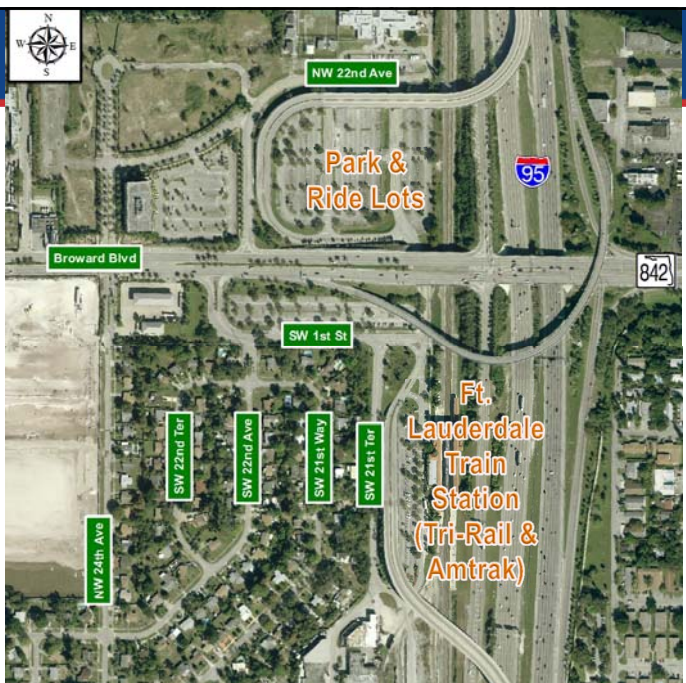 N
W
E
S
NW 22nd Ave
Park &
Ride Lots
95
Broward Blvd
842
SW 1st St
Ft.
Lauderdale
Train
Station
(Tri-Rail &
Amtrak)
SW 22nd Ter
SW 22nd Ave
SW 21st Way
SW 21st Ter
NW 24th Ave